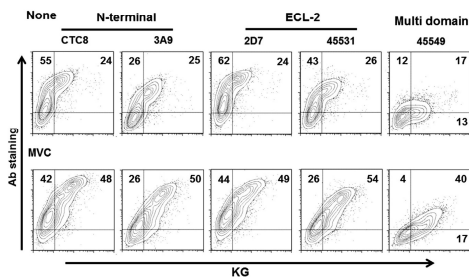 None
N-terminal
ECL-2
Multi domain
CTC8 3A9 2D7 45531 45549
55 24 26 25 62 24 43 26 12 17
13
Ab staining
MVC
42 48 26 50 44 49 26 54 4 40
17
KG